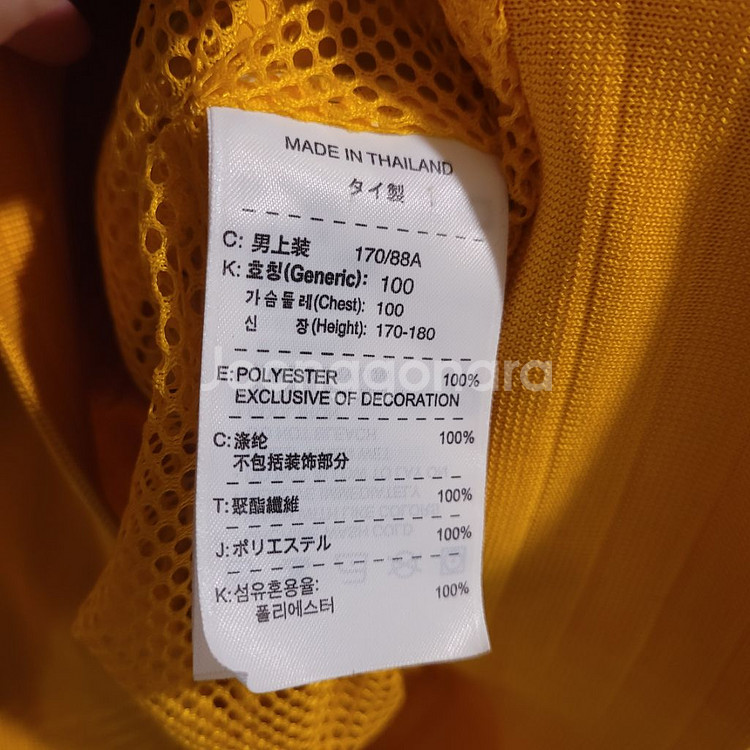 MADE IN THAILAND
タイ製
C: 男上装 170/88A
K: 호칭(Generic): 100
가슴둘레(Chest): 100
신 장(Height): 170-180
E: POLYESTER 100%
EXCLUSIVE OF DECORATION
Joonggonara
C: 涤纶 100%
不包括装饰部分
T: 聚酯纖維 100%
J: ポリエステル 100%
K: 섬유혼용율:
폴리에스터 100%